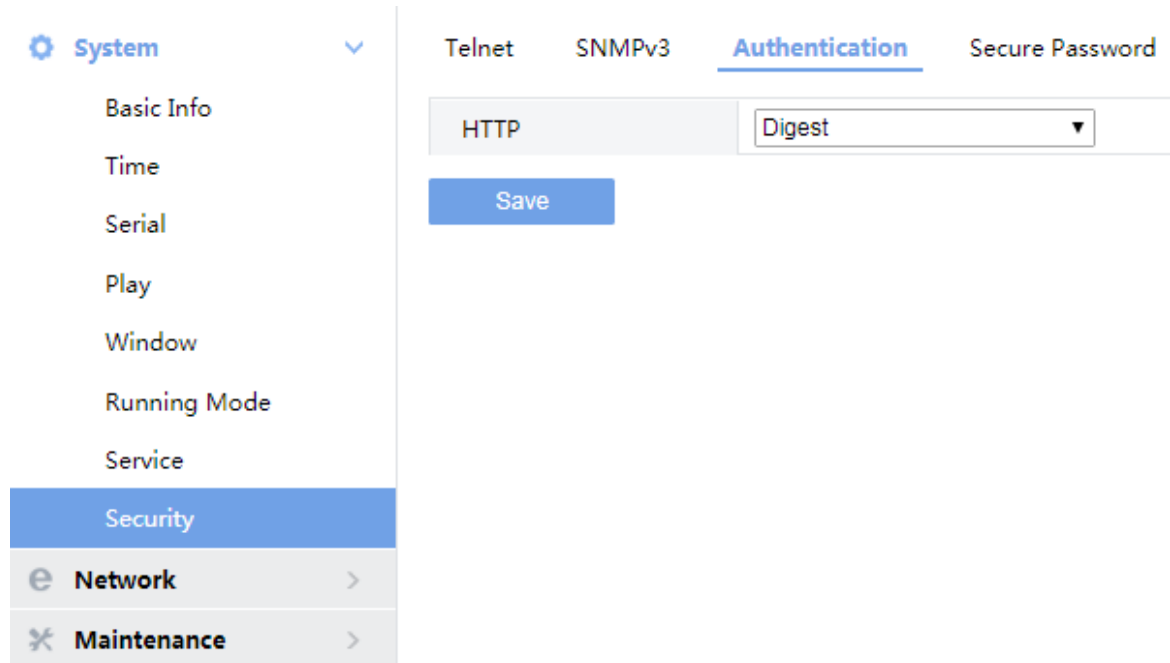 System
Basic Info
Time
Serial
Play
Window
Running Mode
Service
Security
Network
Maintenance
Telnet SNMPv3 Authentication Secure Password
HTTP Digest
Save